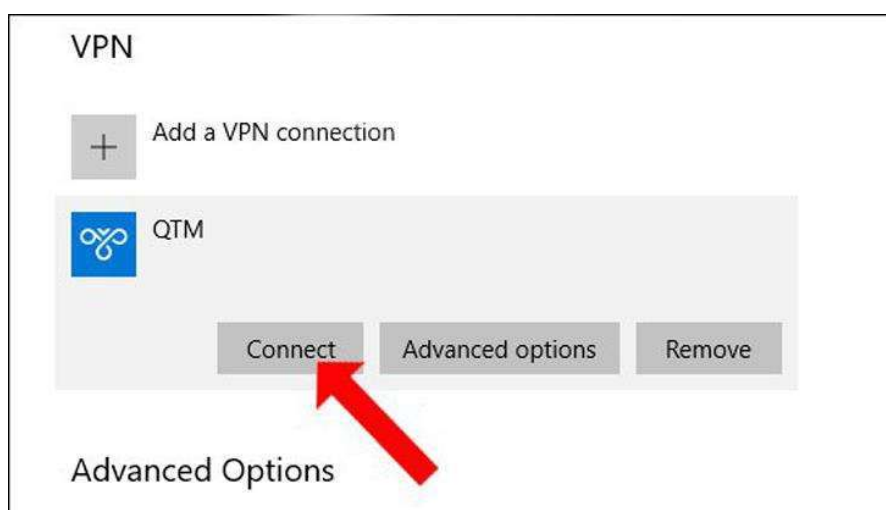 VPN
Add a VPN connection
QTM
Connect Advanced options Remove
Advanced Options